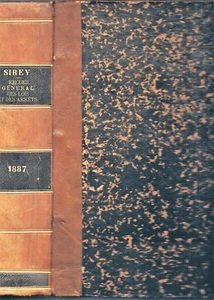 SIREY
RECUEIL
GÉNÉRAL
DES LOIS
ET DES ARRÊTS
1887